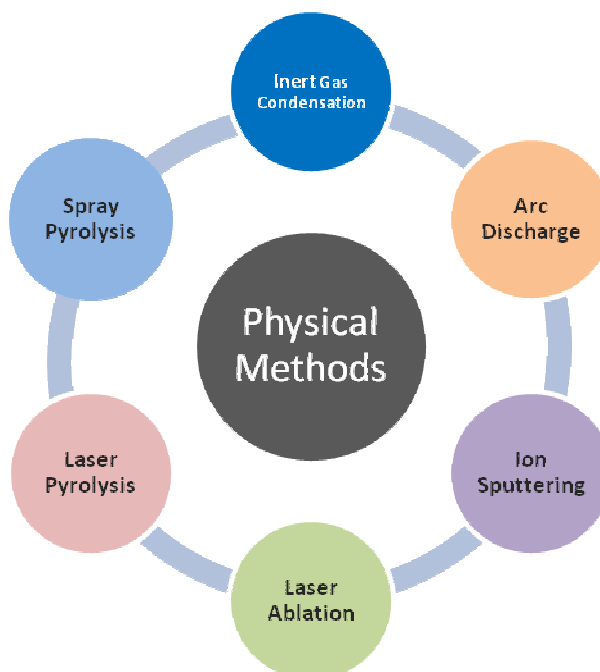 Inert Gas
Condensation
Arc
Discharge
Ion
Sputtering
Laser
Ablation
Laser
Pyrolysis
Spray
Pyrolysis
Physical
Methods